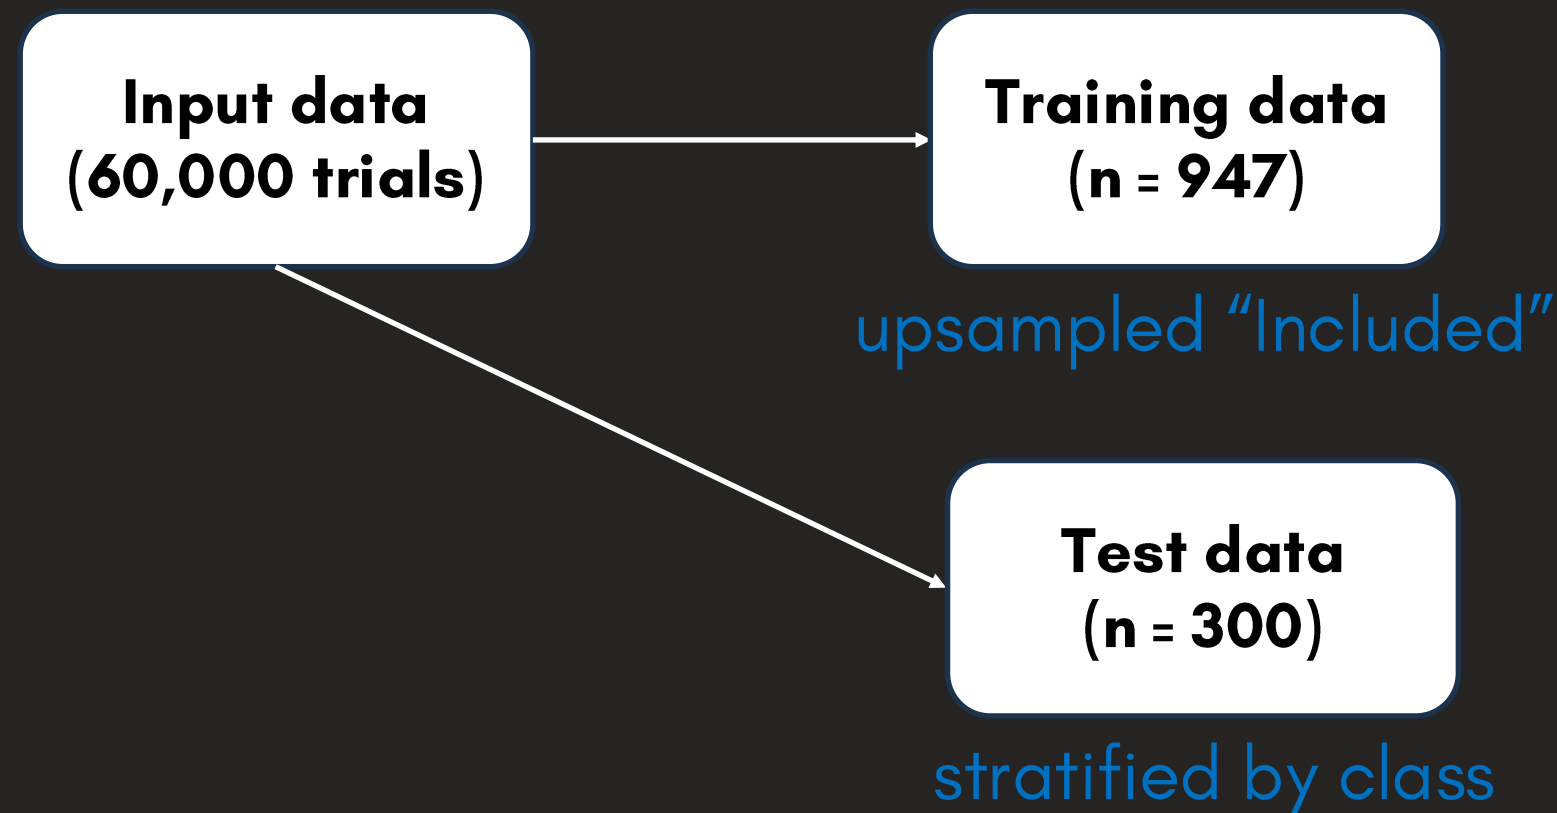 Input data
(60,000 trials)
Training data
(n = 947)
upsampled “Included”
Test data
(n = 300)
stratified by class